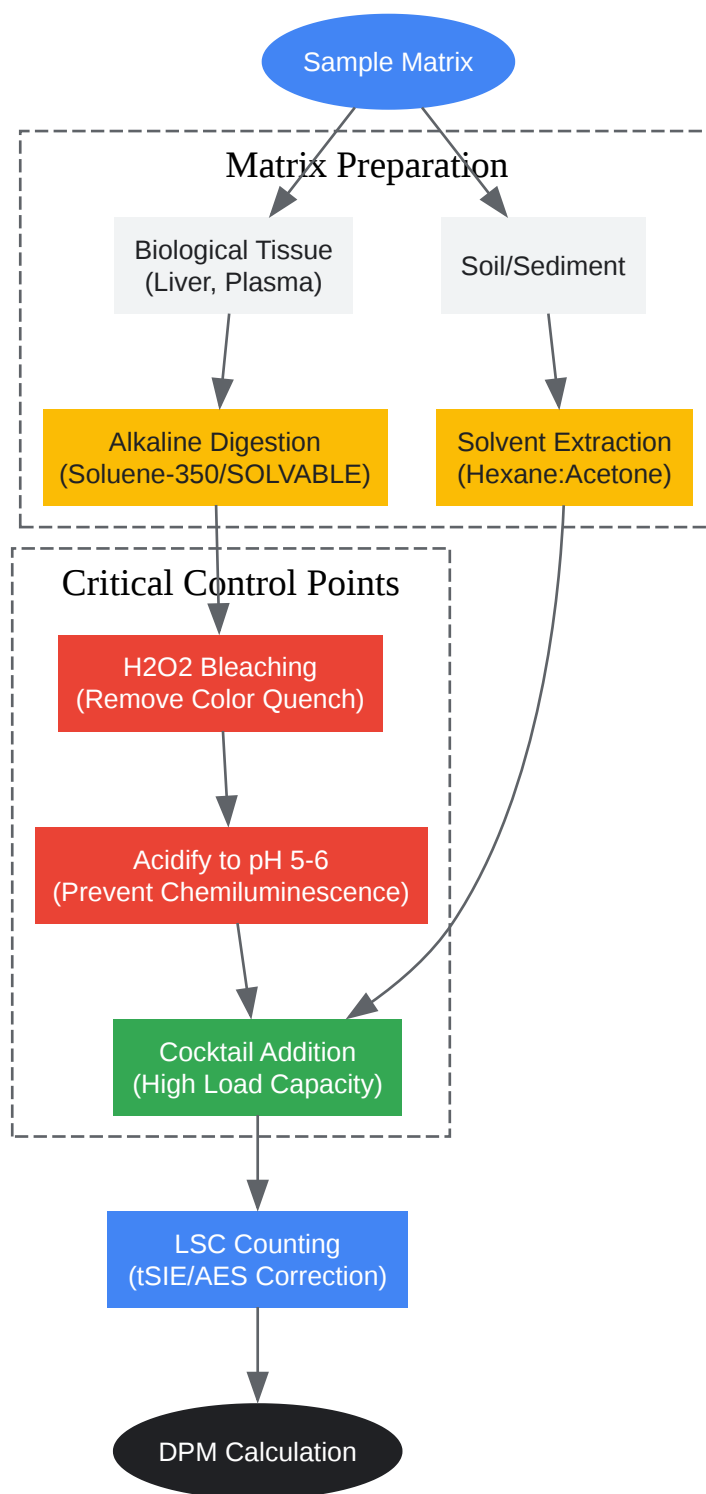 Sample Matrix
Matrix Preparation
Biological Tissue
(Liver, Plasma)
Soil/Sediment
Alkaline Digestion
(Soluene-350/SOLVABLE)
Solvent Extraction
(Hexane:Acetone)
Critical Control Points
H2O2 Bleaching
(Remove Color Quench)
Acidify to pH 5-6
(Prevent Chemiluminescence)
Cocktail Addition
(High Load Capacity)
LSC Counting
(tSIE/AES Correction)
DPM Calculation